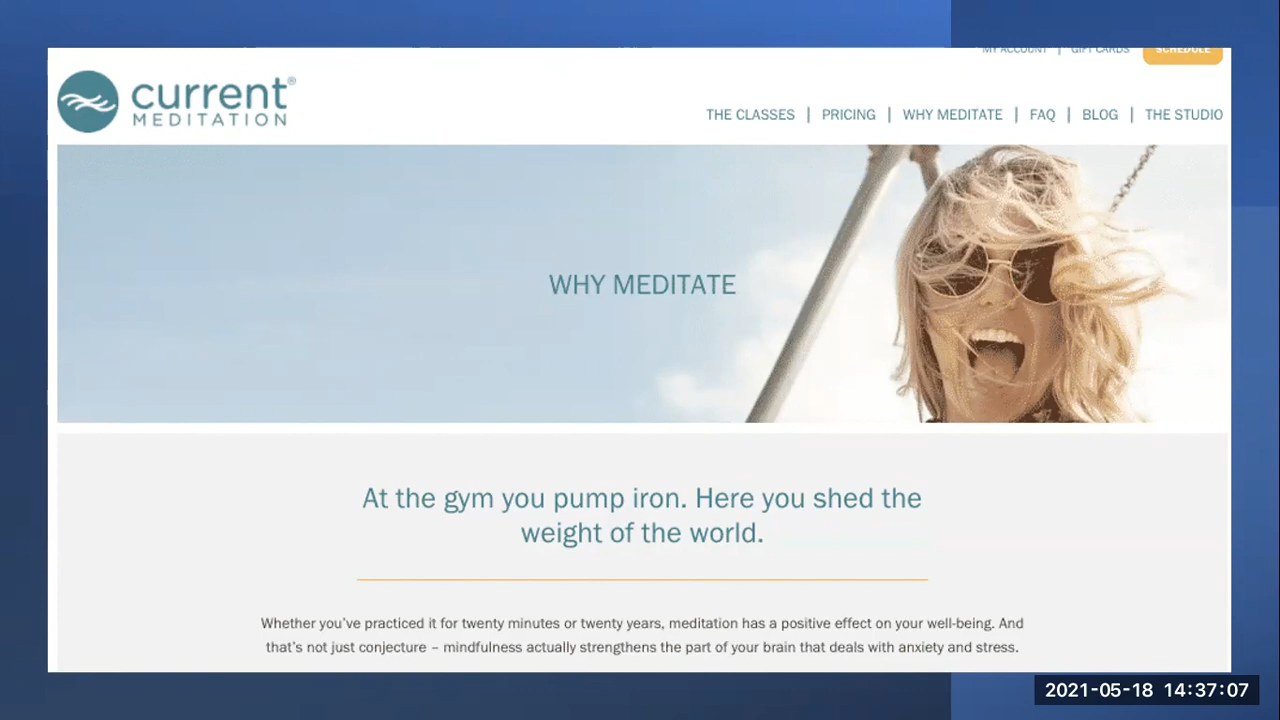 MY ACCOUNT | GIFT CARDS SCHEDULE
current®
MEDITATION
THE CLASSES | PRICING | WHY MEDITATE | FAQ | BLOG | THE STUDIO
WHY MEDITATE
At the gym you pump iron. Here you shed the
weight of the world.
Whether you’ve practiced it for twenty minutes or twenty years, meditation has a positive effect on your well-being. And
that’s not just conjecture – mindfulness actually strengthens the part of your brain that deals with anxiety and stress.
2021-05-18 14:37:07